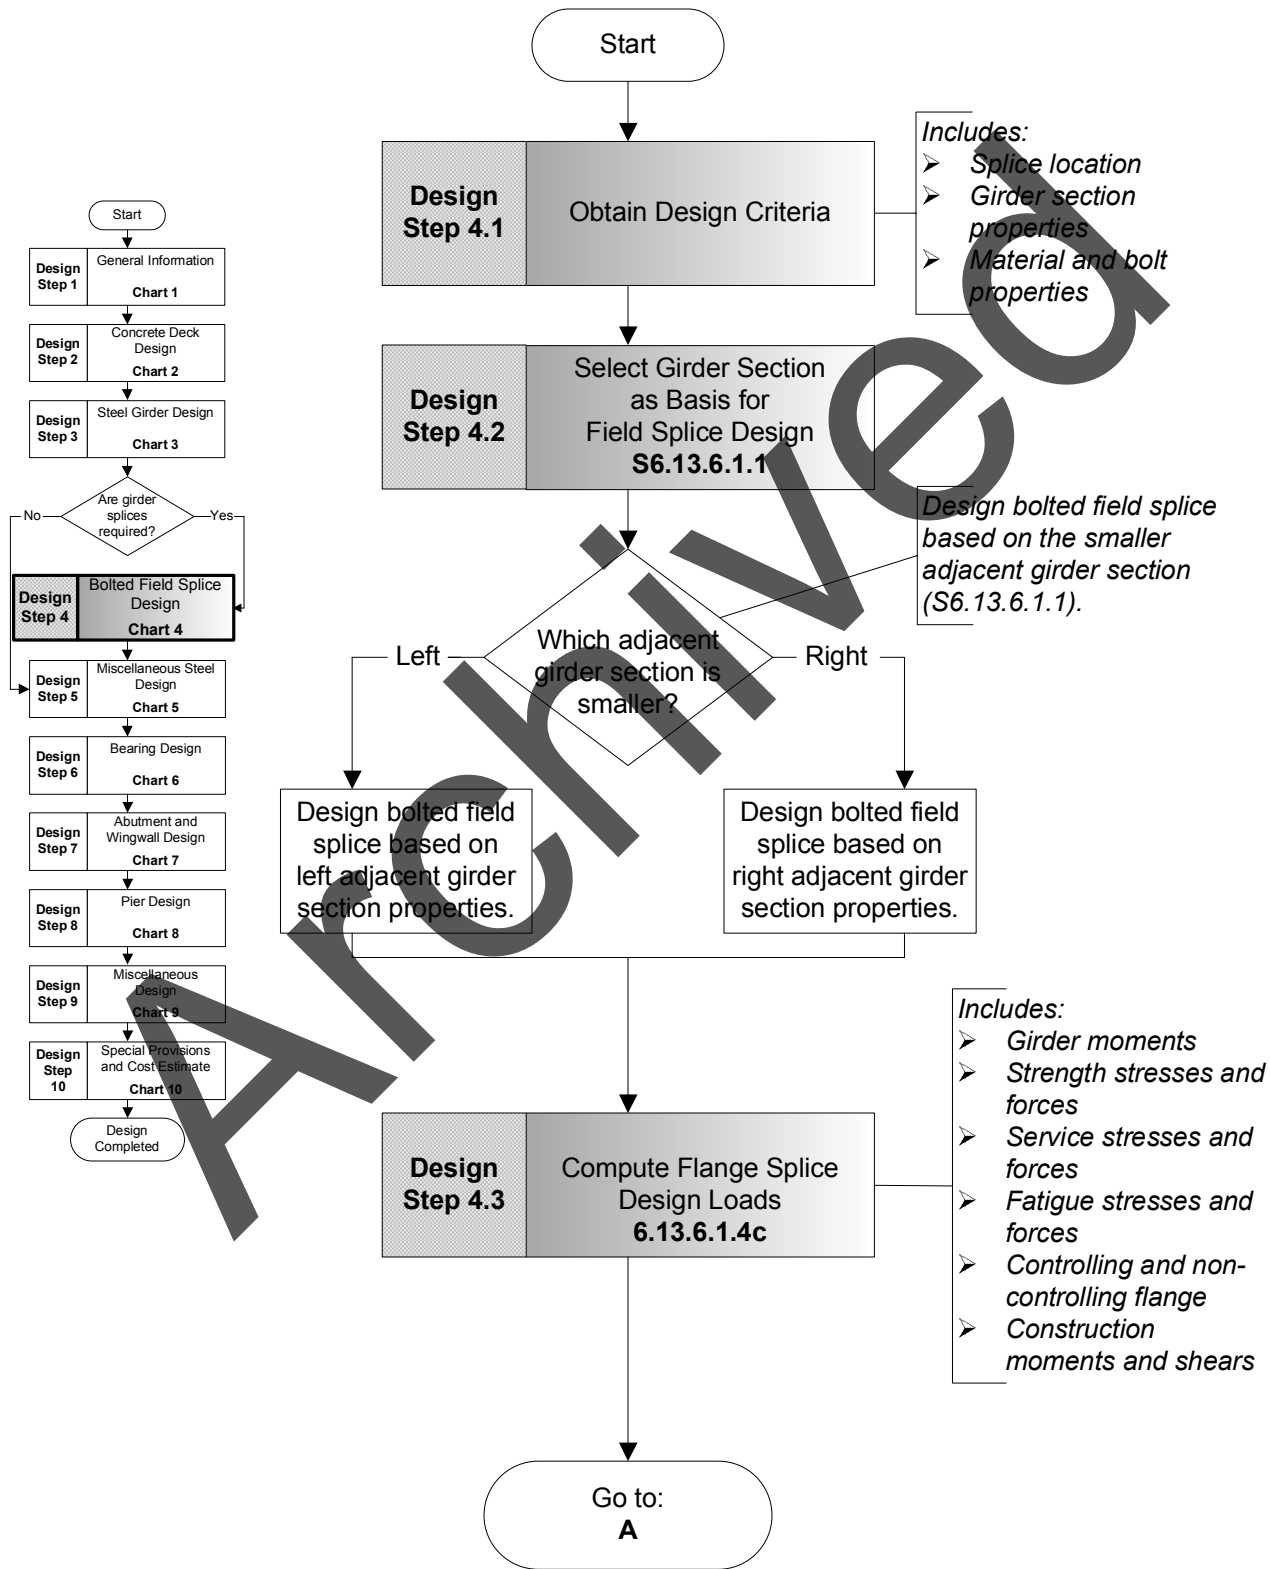 Start
Design
Step 4.1
Obtain Design Criteria
Includes:
➢ Splice location
➢ Girder section
properties
➢ Material and bolt
properties
Design
Step 4.2
Select Girder Section
as Basis for
Field Splice Design
S6.13.6.1.1
Design bolted field splice
based on the smaller
adjacent girder section
(S6.13.6.1.1).
Which adjacent
girder section is
smaller?
Left
Right
Design bolted field
splice based on
left adjacent girder
section properties.
Design bolted field
splice based on
right adjacent girder
section properties.
Design
Step 4.3
Compute Flange Splice
Design Loads
6.13.6.1.4c
Includes:
➢ Girder moments
➢ Strength stresses and
forces
➢ Service stresses and
forces
➢ Fatigue stresses and
forces
➢ Controlling and non-
controlling flange
➢ Construction
moments and shears
Go to:
A
Start
Design
Step 1
General Information
Chart 1
Design
Step 2
Concrete Deck
Design
Chart 2
Design
Step 3
Steel Girder Design
Chart 3
Are girder
splices
required?
No
Yes
Design
Step 4
Bolted Field Splice
Design
Chart 4
Design
Step 5
Miscellaneous Steel
Design
Chart 5
Design
Step 6
Bearing Design
Chart 6
Design
Step 7
Abutment and
Wingwall Design
Chart 7
Design
Step 8
Pier Design
Chart 8
Design
Step 9
Miscellaneous
Design
Chart 9
Design
Step
10
Special Provisions
and Cost Estimate
Chart 10
Design
Completed
Archived